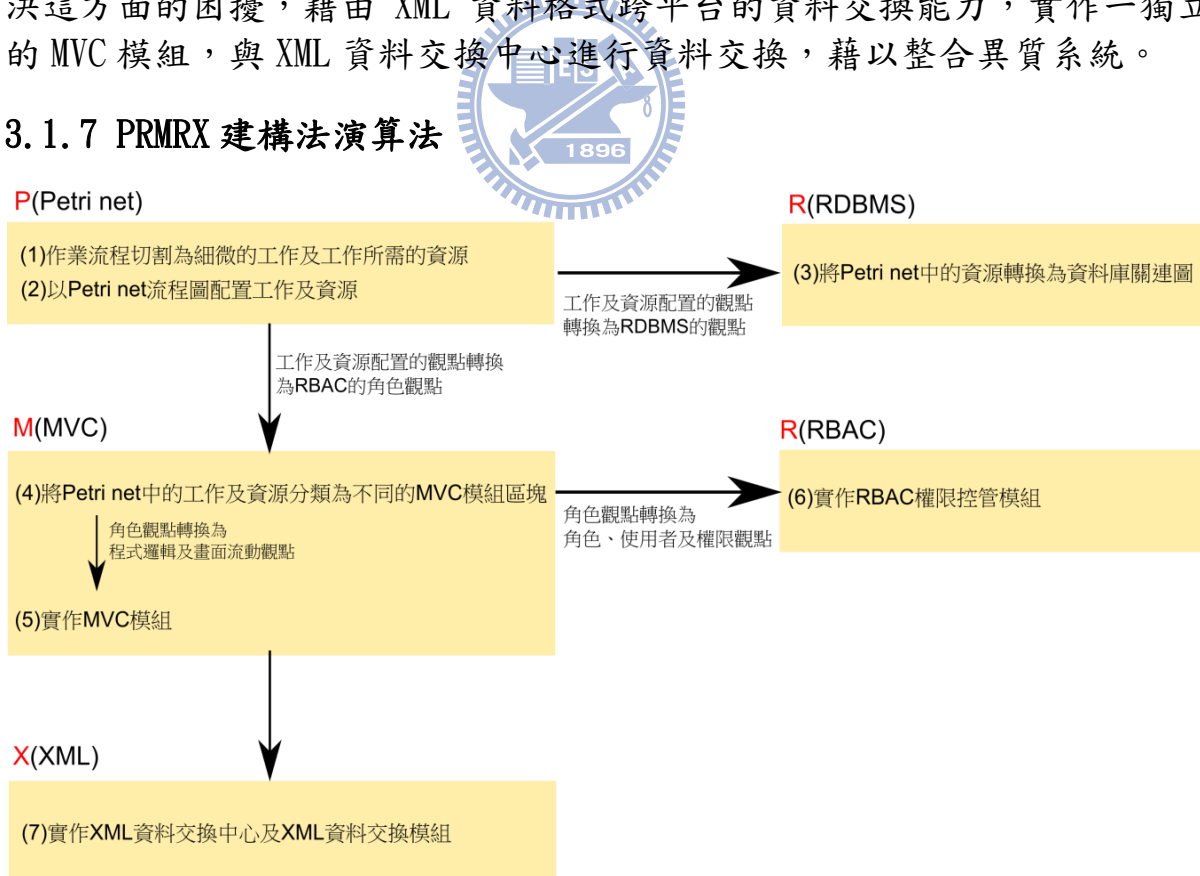 決這方面的困擾，藉由 XML 資料格式跨平台的資料交換能力，實作一獨立
的 MVC 模組，與 XML 資料交換中心進行資料交換，藉以整合異質系統。
ES
1896
3.1.7 PRMRX 建構法演算法
P(Petri net)
(1)作業流程切割為細微的工作及工作所需的資源
(2)以Petri net流程圖配置工作及資源
R(RDBMS)
(3)將Petri net中的資源轉換為資料庫關連圖
工作及資源配置的觀點
轉換為RDBMS的觀點
工作及資源配置的觀點轉換
為RBAC的角色觀點
M(MVC)
(4)將Petri net中的工作及資源分類為不同的MVC模組區塊
角色觀點轉換為
程式邏輯及畫面流動觀點
(5)實作MVC模組
R(RBAC)
(6)實作RBAC權限控管模組
角色觀點轉換為
角色、使用者及權限觀點
X(XML)
(7)實作XML資料交換中心及XML資料交換模組